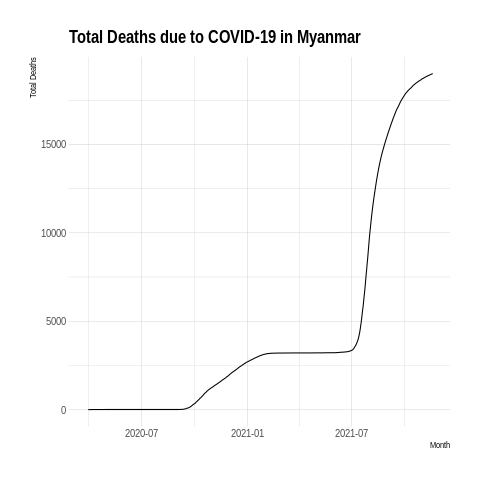 Total Deaths due to COVID-19 in Myanmar
Total Deaths
15000
10000
5000
0
2020-07 2021-01 2021-07
Month